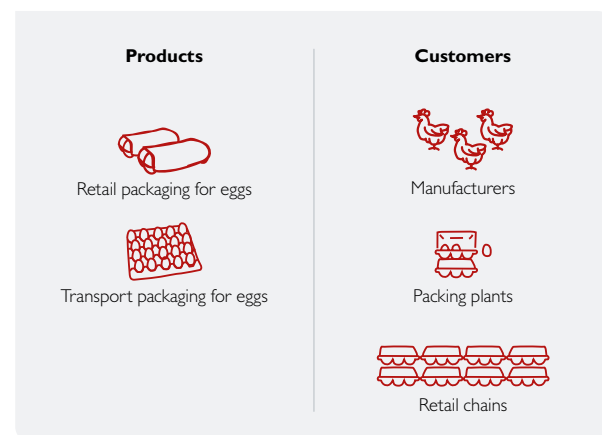 Products
Retail packaging for eggs
Transport packaging for eggs
Customers
Manufacturers
Packing plants
Retail chains